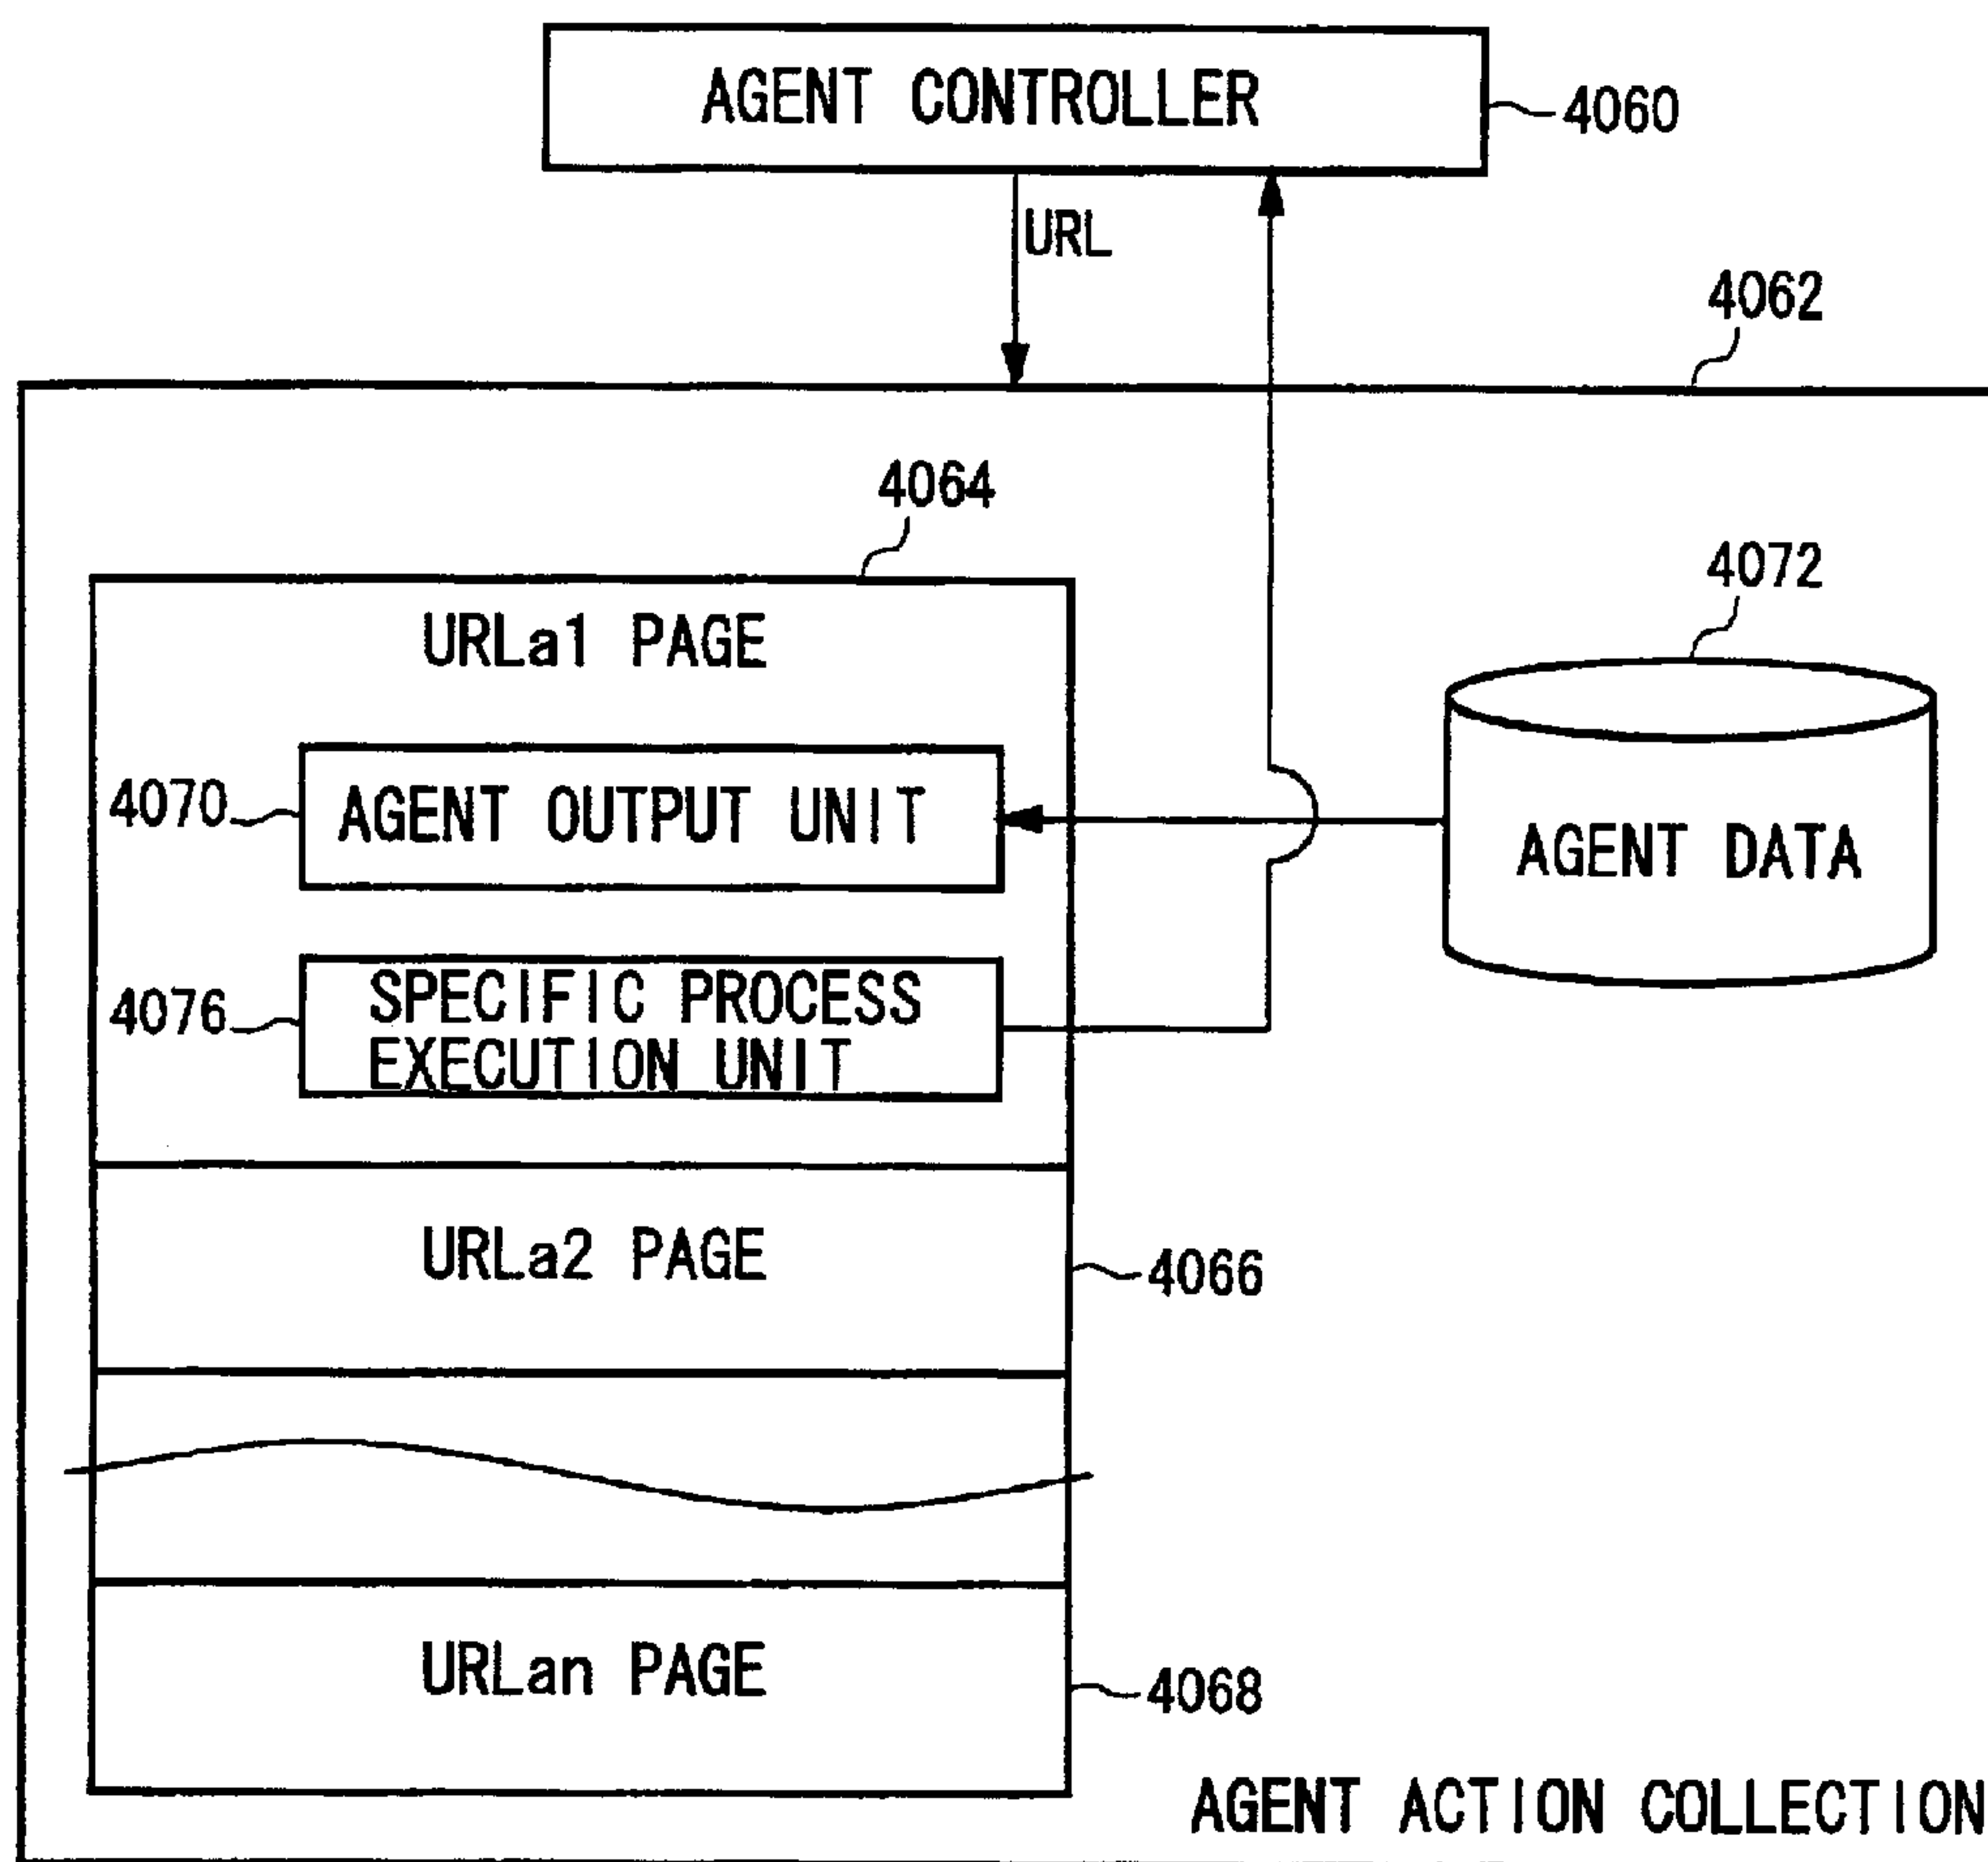 AGENT CONTROLLER
4060
URL
4062
4064
4072
URLa1 PAGE
4070
AGENT OUTPUT UNIT
AGENT DATA
4076
SPECIFIC PROCESS
EXECUTION UNIT
URLa2 PAGE
4066
URLan PAGE
4068
AGENT ACTION COLLECTION